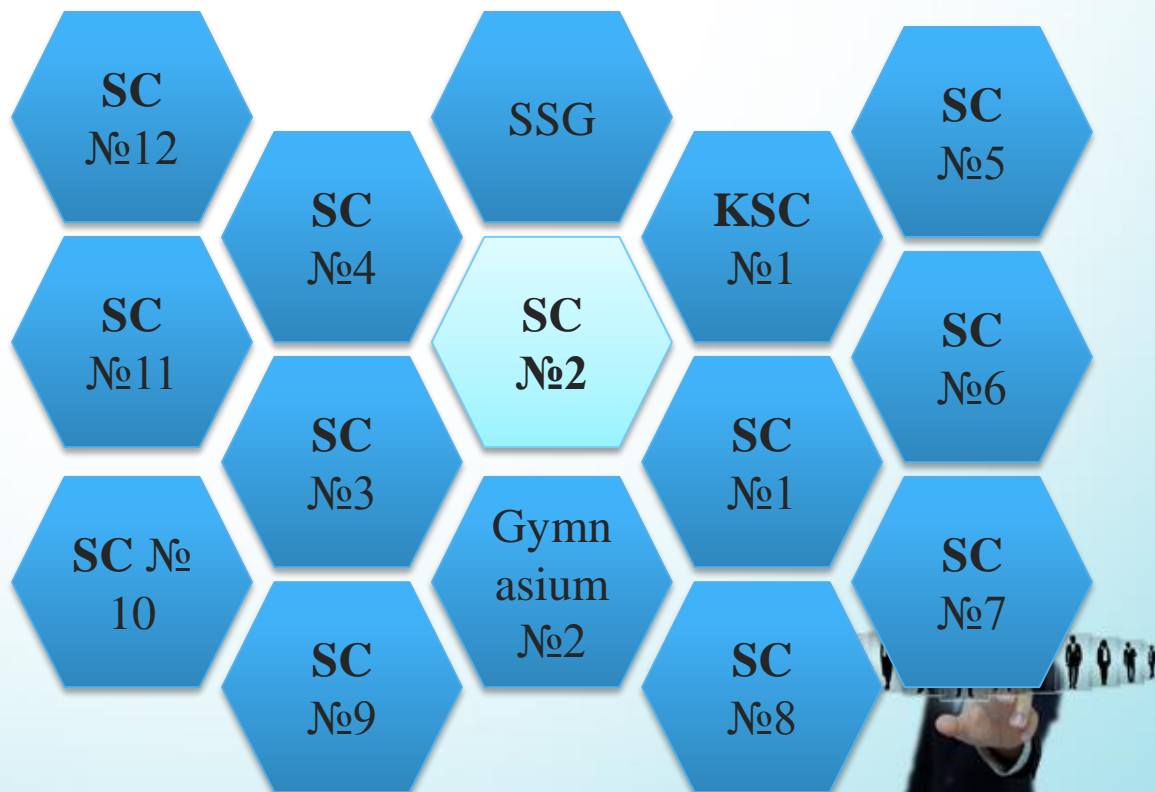 SC
№12
SSG
SC
№5
SC
№4
KSC
№1
SC
№11
SC
№2
SC
№6
SC
№3
SC
№1
SC №
10
Gymn
asium
№2
SC
№7
SC
№9
SC
№8